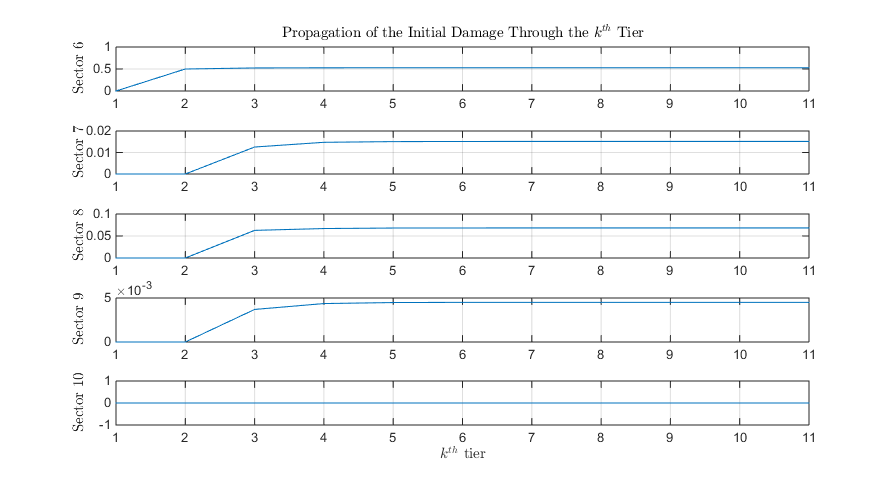 Propagation of the Initial Damage Through the k^th Tier
Sector 6
1
0.5
0
1 2 3 4 5 6 7 8 9 10 11
Sector 7
0.02
0.01
0
1 2 3 4 5 6 7 8 9 10 11
Sector 8
0.1
0.05
0
1 2 3 4 5 6 7 8 9 10 11
Sector 9
×10^-3
5
0
1 2 3 4 5 6 7 8 9 10 11
Sector 10
1
0
-1
1 2 3 4 5 6 7 8 9 10 11
k^th tier